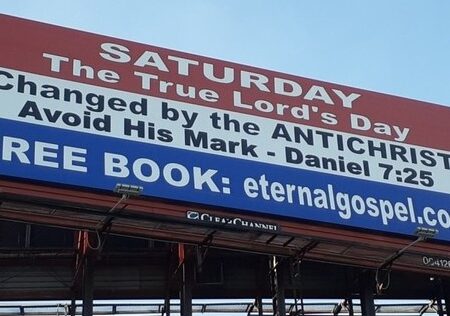 SATURDAY
The True Lord's Day
Changed by the ANTICHRIST
Avoid His Mark - Daniel 7:25
REE BOOK: eternalgospel.co
CLEAR CHANNEL